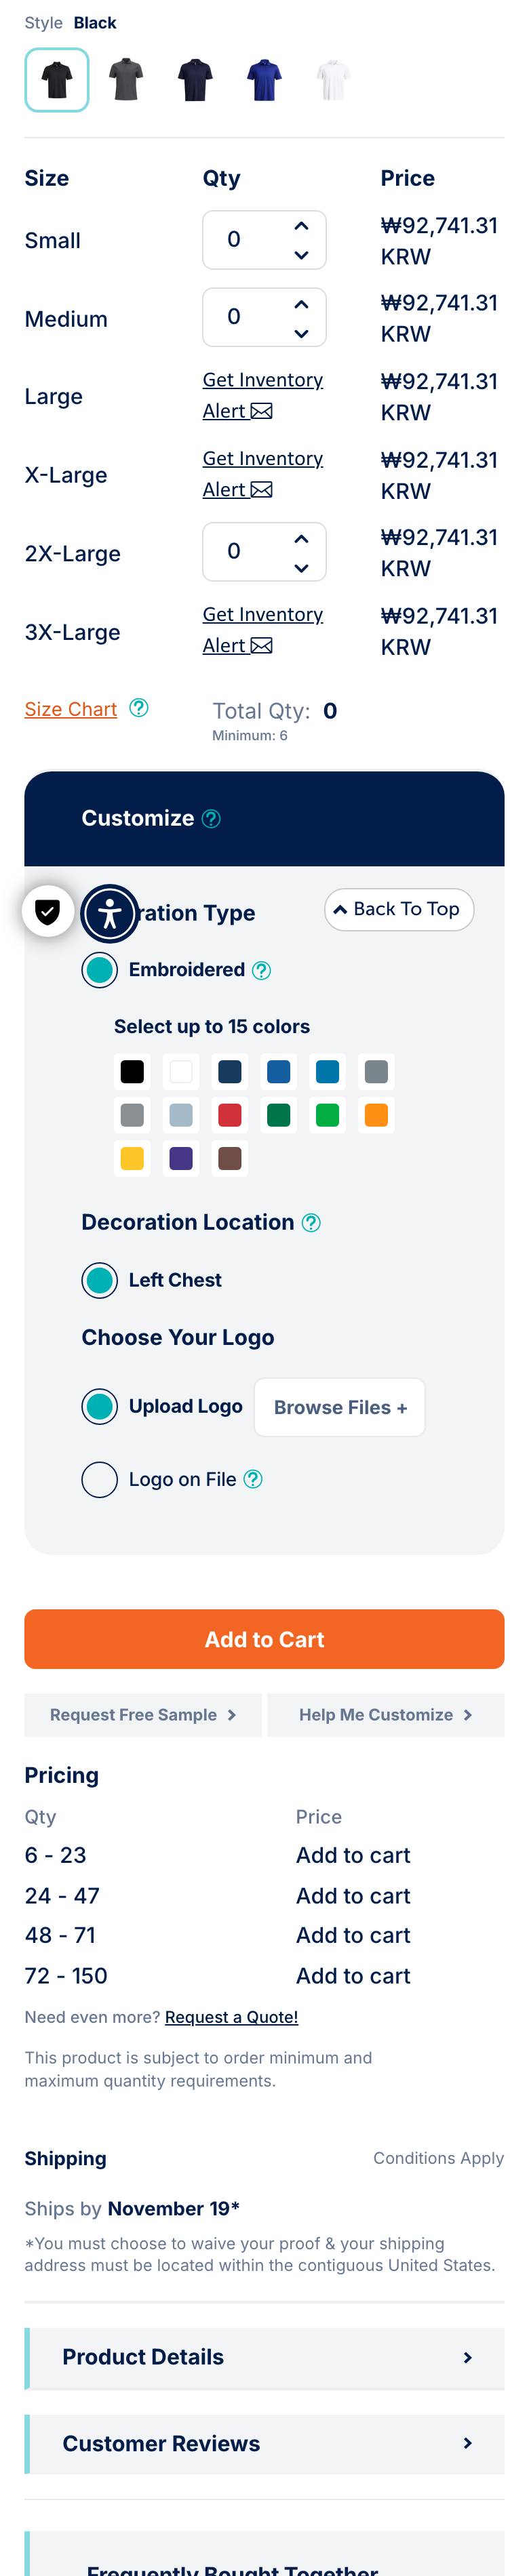 Style Black
Size Qty Price
Small 0 ₩92,741.31
KRW
Medium 0 ₩92,741.31
KRW
Large Get Inventory Alert ₩92,741.31
KRW
X-Large Get Inventory Alert ₩92,741.31
KRW
2X-Large 0 ₩92,741.31
KRW
3X-Large Get Inventory Alert ₩92,741.31
KRW
Size Chart ? Total Qty: 0
Minimum: 6
Customize ?
ration Type Back To Top
Embroidered ?
Select up to 15 colors
Decoration Location ?
Left Chest
Choose Your Logo
Upload Logo Browse Files +
Logo on File ?
Add to Cart
Request Free Sample Help Me Customize
Pricing
Qty Price
6 - 23 Add to cart
24 - 47 Add to cart
48 - 71 Add to cart
72 - 150 Add to cart
Need even more? Request a Quote!
This product is subject to order minimum and
maximum quantity requirements.
Shipping Conditions Apply
Ships by November 19*
*You must choose to waive your proof & your shipping
address must be located within the contiguous United States.
Product Details
Customer Reviews
Frequently Bought Together